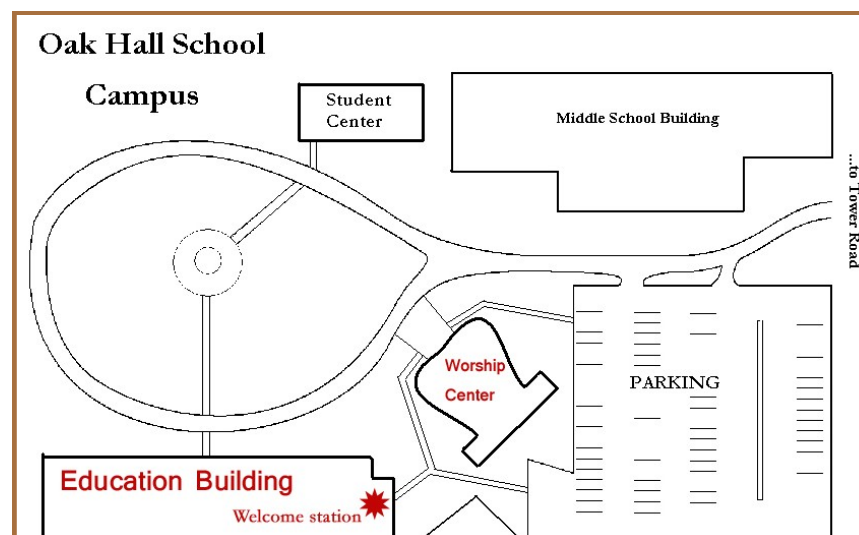 Oak Hall School
Campus
Student
Center
Middle School Building
...to Tower Road
Worship
Center
PARKING
Education Building
Welcome station